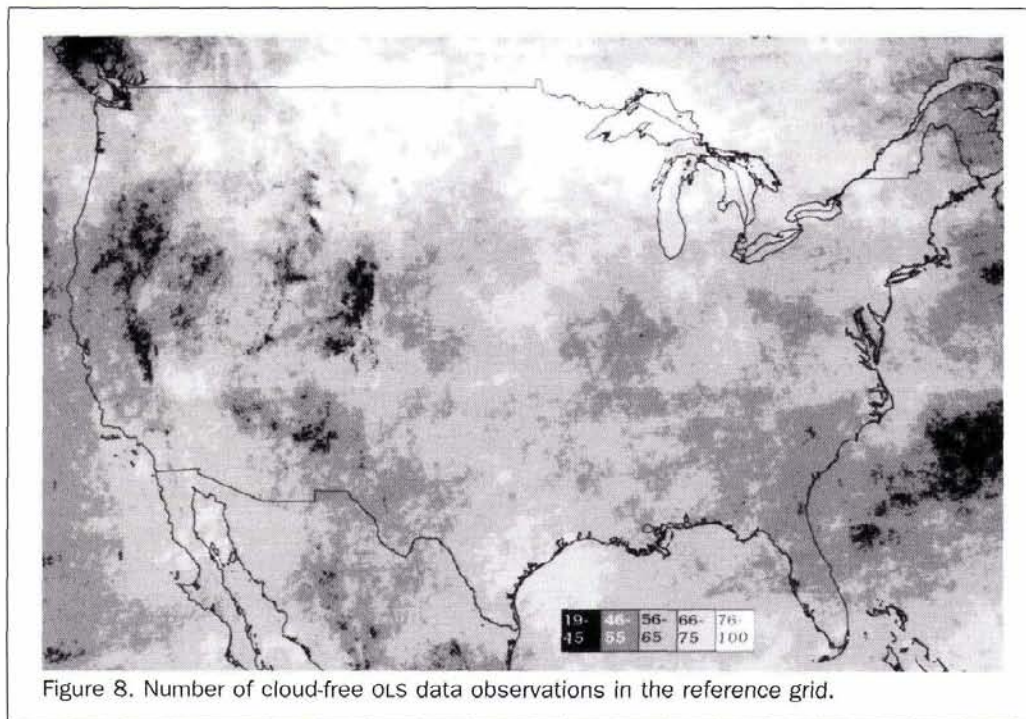 19- 46- 56- 66- 76-
45 55 65 75 100
Figure 8. Number of cloud-free OLS data observations in the reference grid.